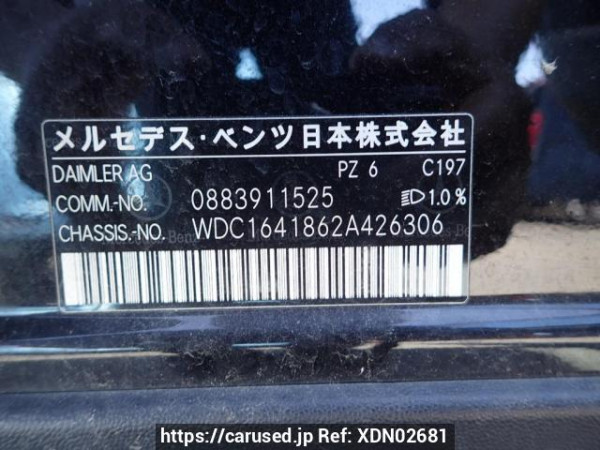 メルセデス・ベンツ日本株式会社
DAIMLER AG PZ 6 C197
COMM.-NO. 0883911525 1.0%
CHASSIS.-NO. WDC1641862A426306
https://carused.jp Ref: XDN02681